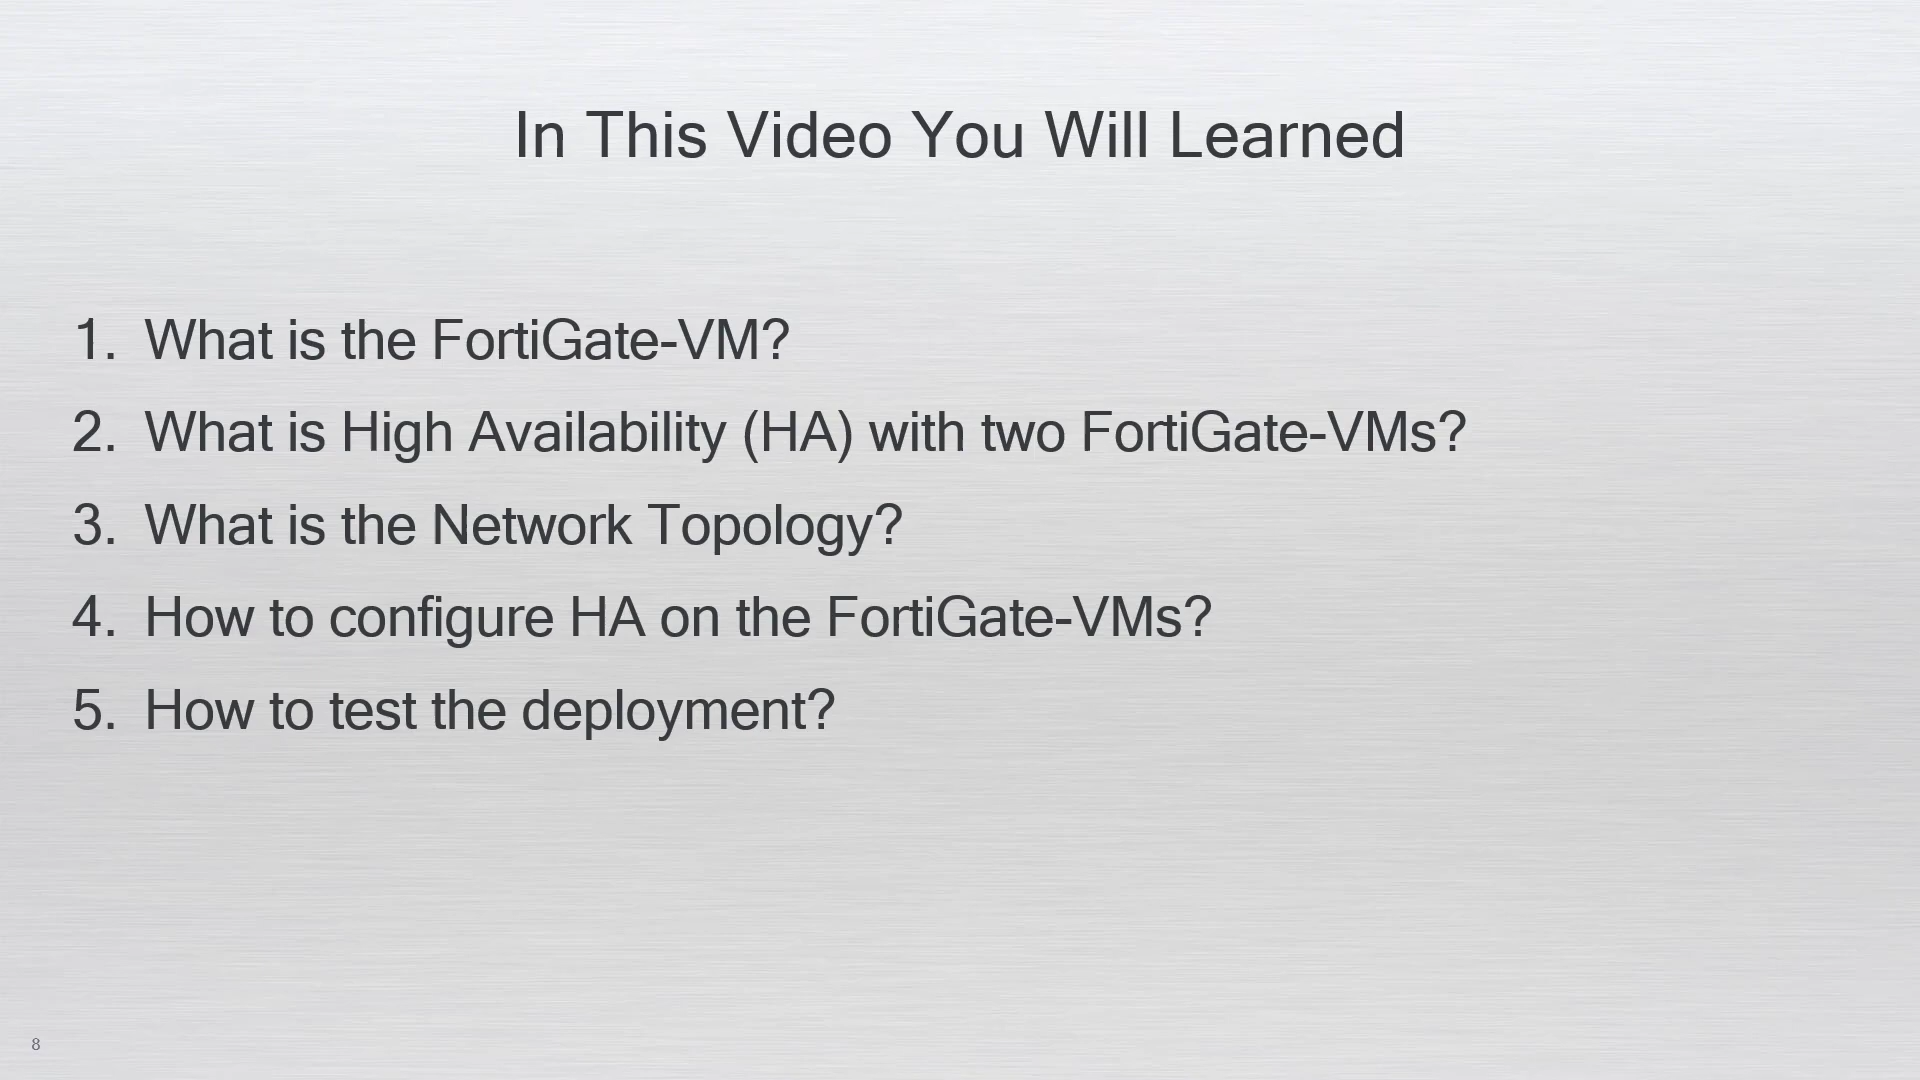 In This Video You Will Learned
1. What is the FortiGate-VM?
2. What is High Availability (HA) with two FortiGate-VMs?
3. What is the Network Topology?
4. How to configure HA on the FortiGate-VMs?
5. How to test the deployment?
8